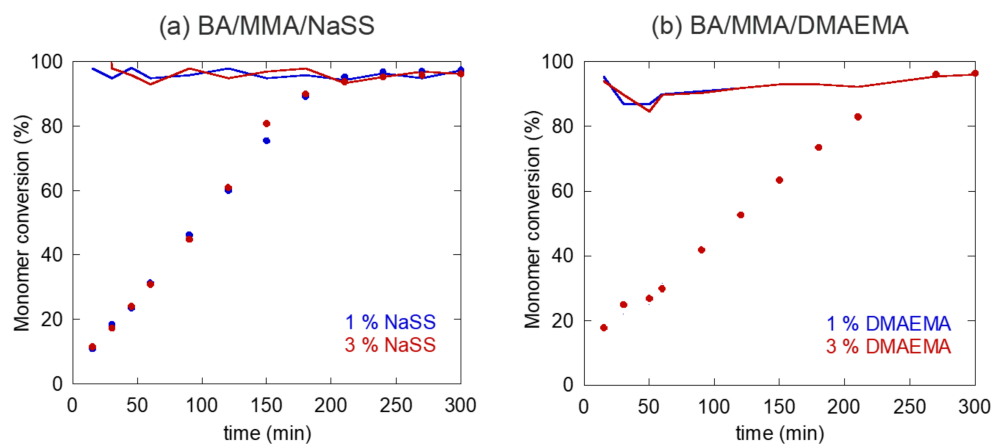 (a) BA/MMA/NaSS
Monomer conversion (%)
100
80
60
40
20
0
1 % NaSS
3 % NaSS
0 50 100 150 200 250 300
time (min)
(b) BA/MMA/DMAEMA
Monomer conversion (%)
100
80
60
40
20
0
1 % DMAEMA
3 % DMAEMA
0 50 100 150 200 250 300
time (min)